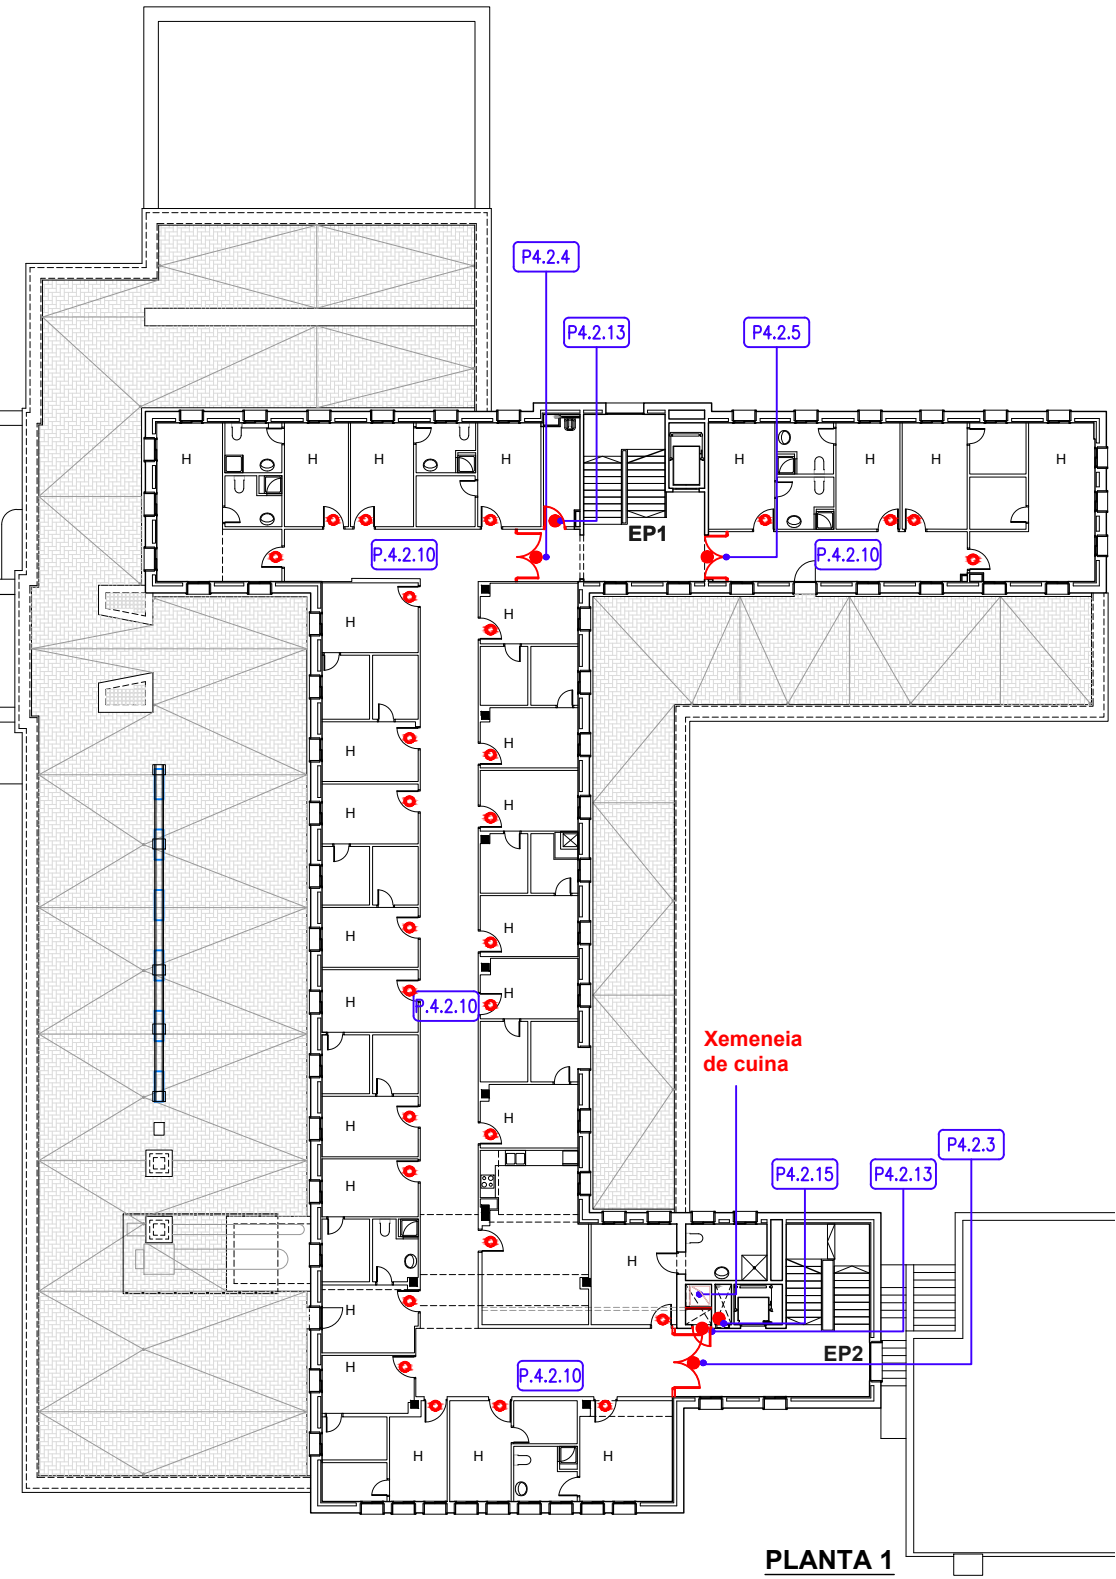 P4.2.4
P4.2.13
P4.2.5
H
H
H
H
H
H
H
H
EP1
P.4.2.10
P.4.2.10
H
H
H
H
H
H
H
H
H
P.4.2.10
H
H
Xemeneia
de cuina
H
H
P4.2.3
P4.2.15
P4.2.13
H
H
H
EP2
H
P.4.2.10
H
H
H
PLANTA 1